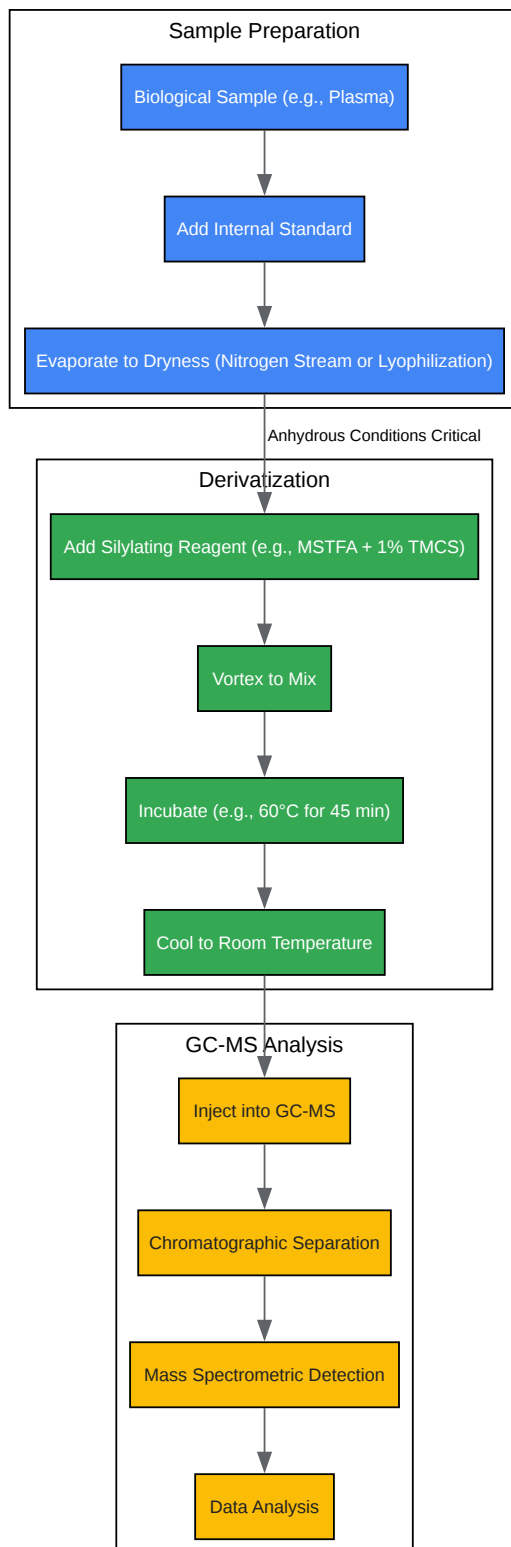 Sample Preparation
Biological Sample (e.g., Plasma)
Add Internal Standard
Evaporate to Dryness (Nitrogen Stream or Lyophilization)
Anhydrous Conditions Critical
Derivatization
Add Silylating Reagent (e.g., MSTFA + 1% TMCS)
Vortex to Mix
Incubate (e.g., 60°C for 45 min)
Cool to Room Temperature
GC-MS Analysis
Inject into GC-MS
Chromatographic Separation
Mass Spectrometric Detection
Data Analysis